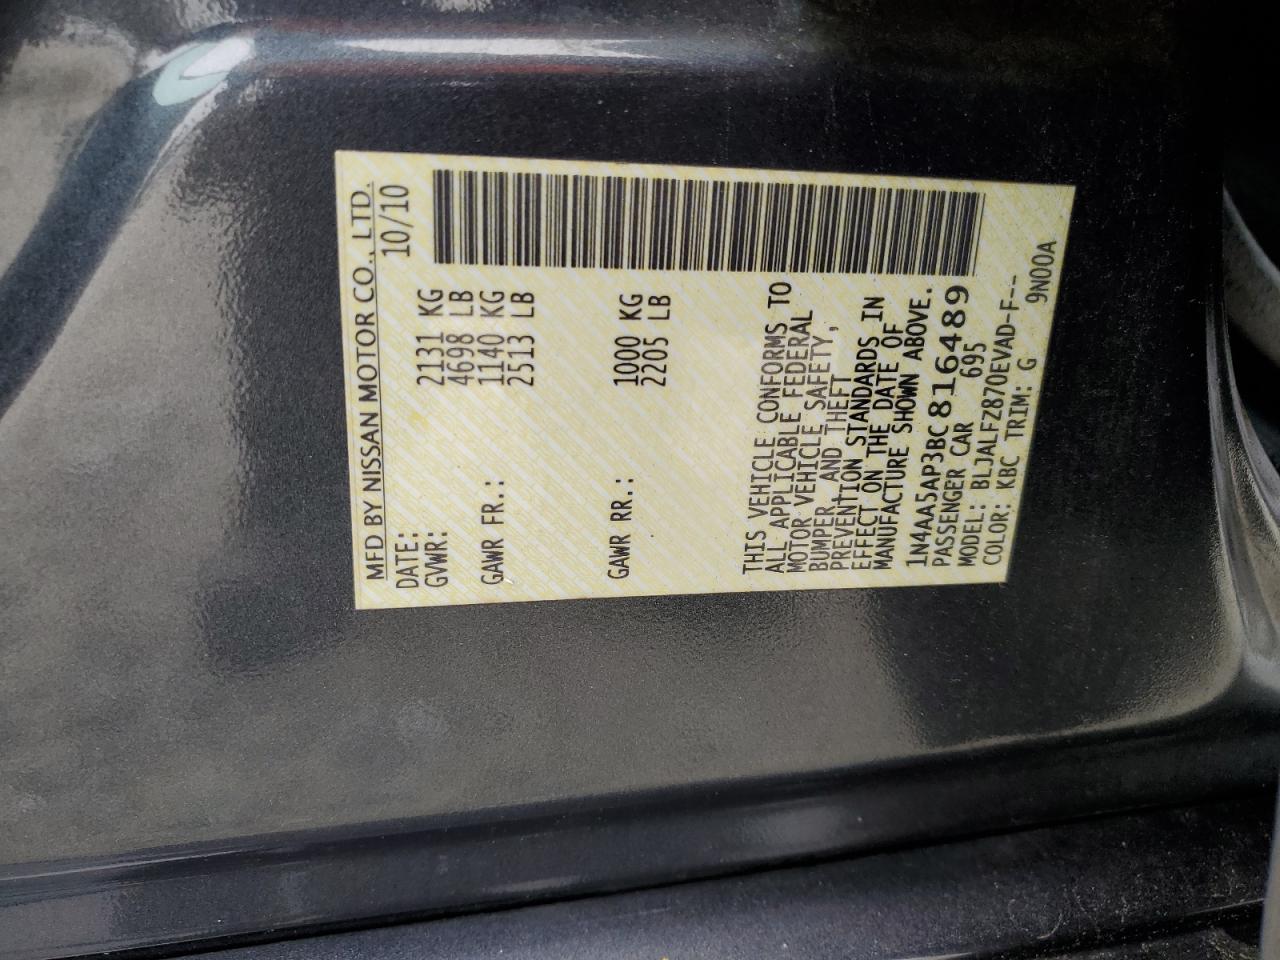 MFD BY NISSAN MOTOR CO., LTD.
DATE: 10/10
GVWR: 2131 KG
4698 LB
GAWR FR.: 1140 KG
2513 LB
GAWR RR.: 1000 KG
2205 LB
THIS VEHICLE CONFORMS TO
ALL APPLICABLE FEDERAL
MOTOR VEHICLE SAFETY,
BUMPER AND THEFT
PREVENTION STANDARDS IN
EFFECT ON THE DATE OF
MANUFACTURE SHOWN ABOVE.
1N4AA5AP3BC816489
PASSENGER CAR 695
MODEL: BLJALFZ870EVAD-F--
COLOR: KBC TRIM: G 9N00A